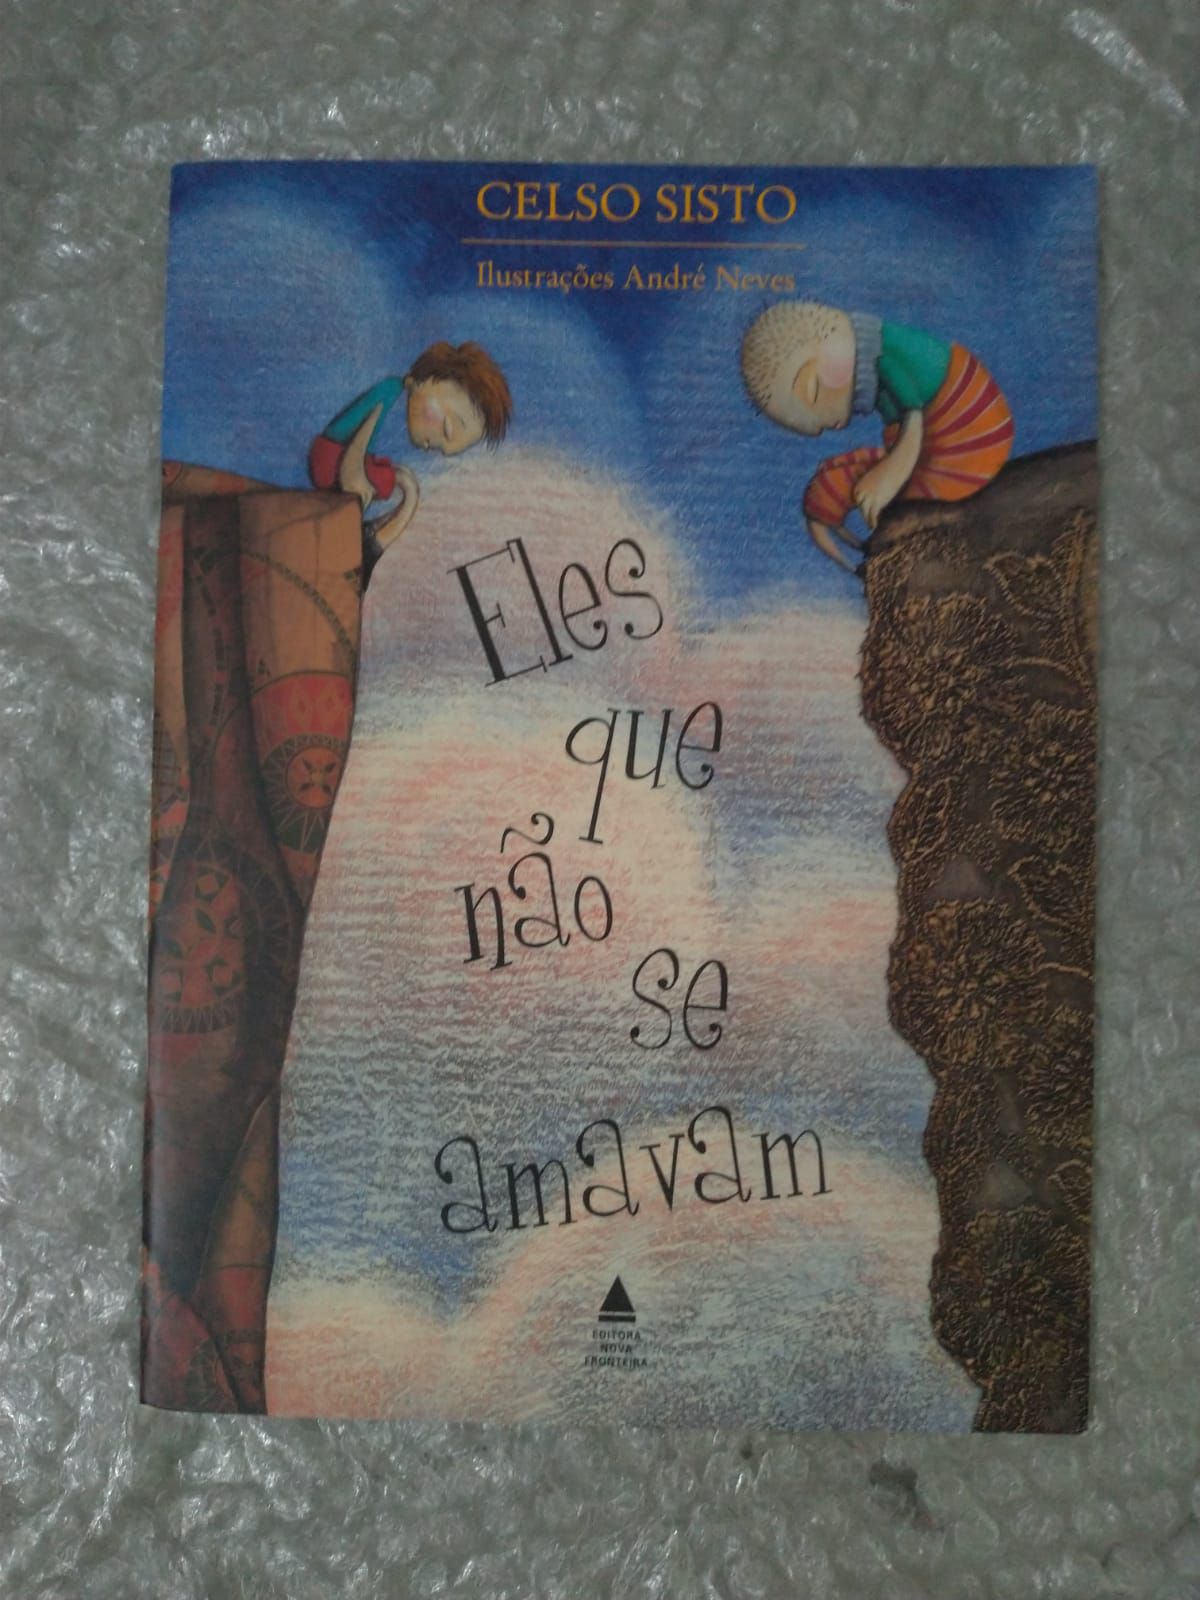 CELSO SISTO
Ilustrações André Neves
Eles
que
não
se
amavam
EDITORA
NOVA
FRONTEIRA